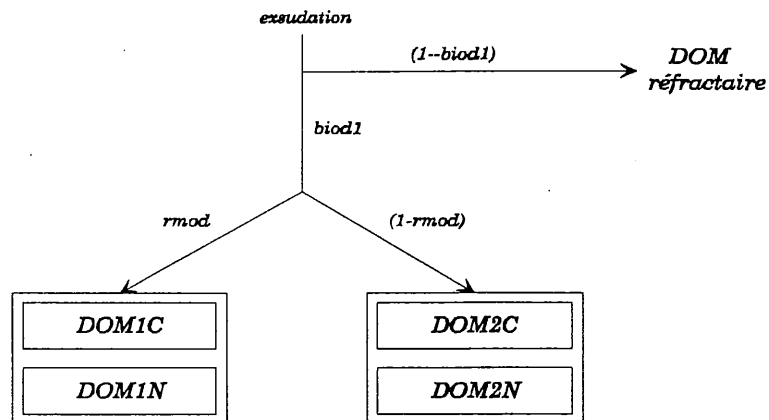 exsudation
(1--biod1)
DOM
réfractaire
biod1
rmod
(1-rmod)
DOM1C
DOM2C
DOM1N
DOM2N